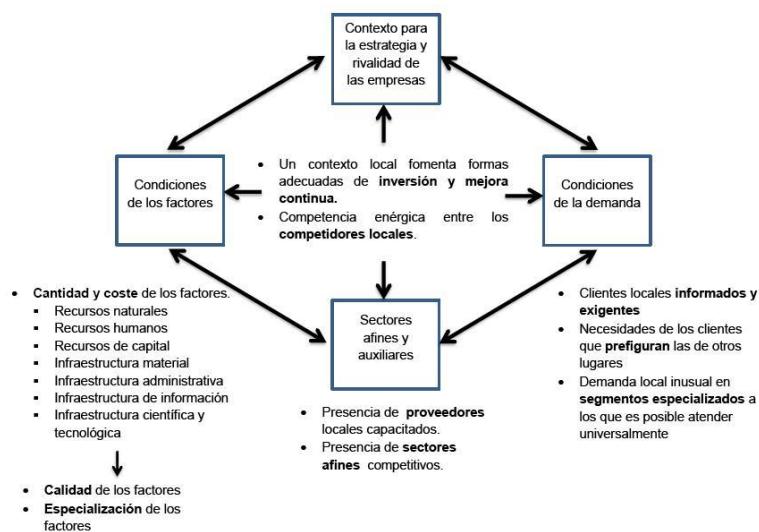 Contexto para
la estrategia y
rivalidad de
las empresas
Condiciones
de los factores
• Un contexto local fomenta formas
adecuadas de inversión y mejora
continua.
• Competencia enérgica entre los
competidores locales.
Condiciones
de la demanda
Sectores
afines y
auxiliares
• Cantidad y coste de los factores.
▪ Recursos naturales
▪ Recursos humanos
▪ Recursos de capital
▪ Infraestructura material
▪ Infraestructura administrativa
▪ Infraestructura de información
▪ Infraestructura científica y
tecnológica
• Calidad de los factores
• Especialización de los
factores
• Presencia de proveedores
locales capacitados.
• Presencia de sectores
afines competitivos.
• Clientes locales informados y
exigentes
• Necesidades de los clientes
que prefiguran las de otros
lugares
• Demanda local inusual en
segmentos especializados a
los que es posible atender
universalmente